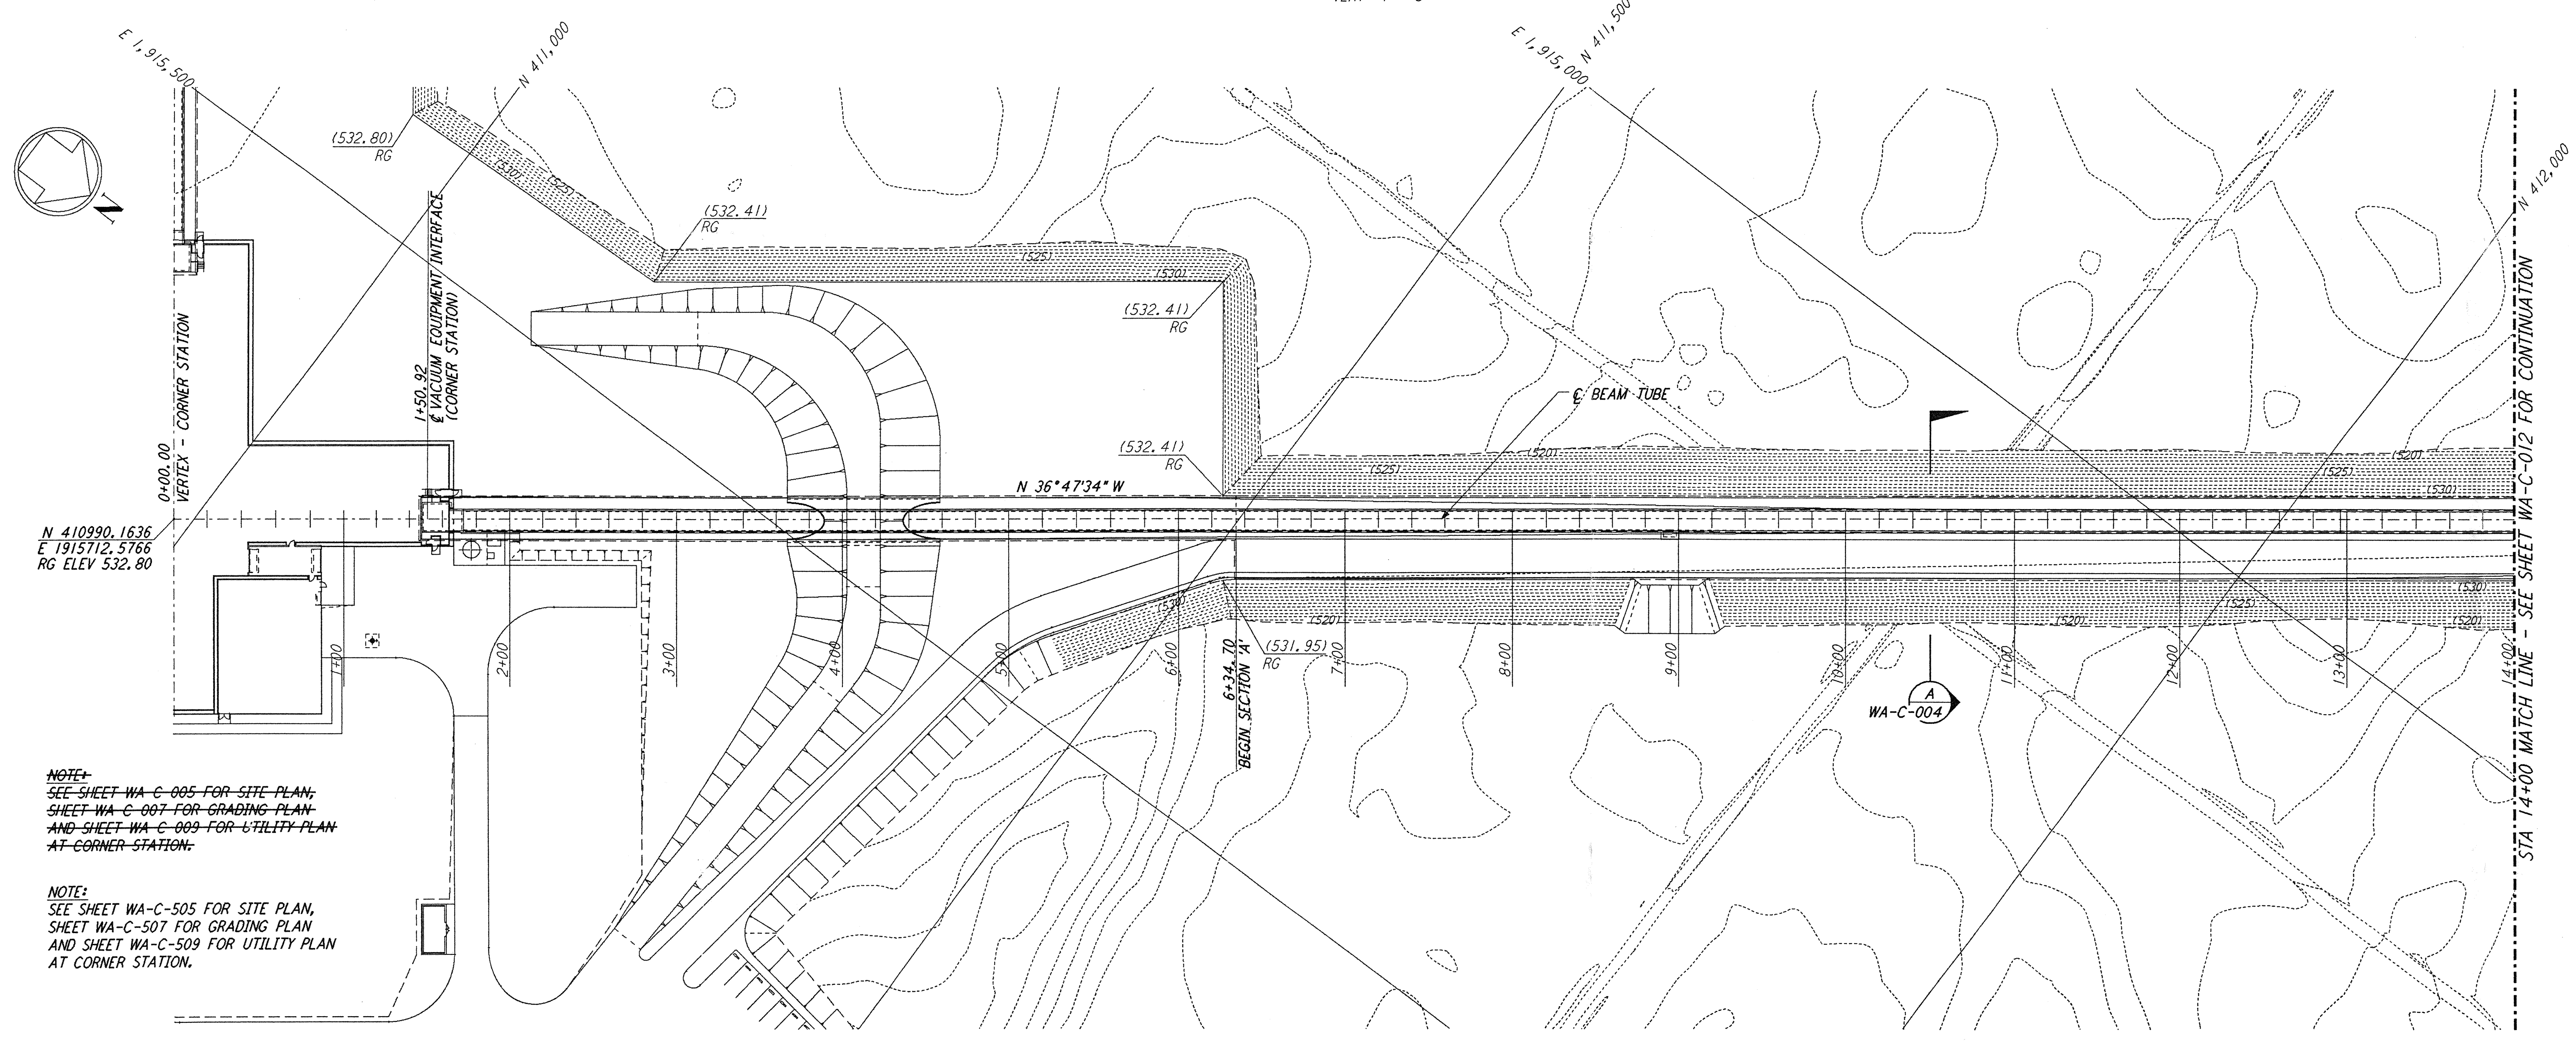 E 1,915,500
N 411,000
E 1,915,000
N 411,500
N 412,000
N
(532.80)
RG
(530)
(525)
(532.41)
RG
(525)
(530)
(532.41)
RG
(532.41)
RG
0+00.00
VERTEX - CORNER STATION
1+50.92
℄ VACUUM EQUIPMENT INTERFACE
(CORNER STATION)
℄ BEAM TUBE
N 36°47'34" W
(525)
(520)
(525)
(520)
(530)
N 410990.1636
E 1915712.5766
RG ELEV 532.80
(530)
(520)
(520)
(525)
(530)
(520)
1+00
2+00
3+00
4+00
5+00
6+00
7+00
8+00
9+00
10+00
11+00
12+00
13+00
14+00
6+34.70
BEGIN SECTION 'A'
(531.95)
RG
A
WA-C-004
STA 14+00 MATCH LINE - SEE SHEET WA-C-012 FOR CONTINUATION
NOTE:
SEE SHEET WA-C-005 FOR SITE PLAN,
SHEET WA-C-007 FOR GRADING PLAN
AND SHEET WA-C-009 FOR UTILITY PLAN
AT CORNER STATION.
NOTE:
SEE SHEET WA-C-505 FOR SITE PLAN,
SHEET WA-C-507 FOR GRADING PLAN
AND SHEET WA-C-509 FOR UTILITY PLAN
AT CORNER STATION.